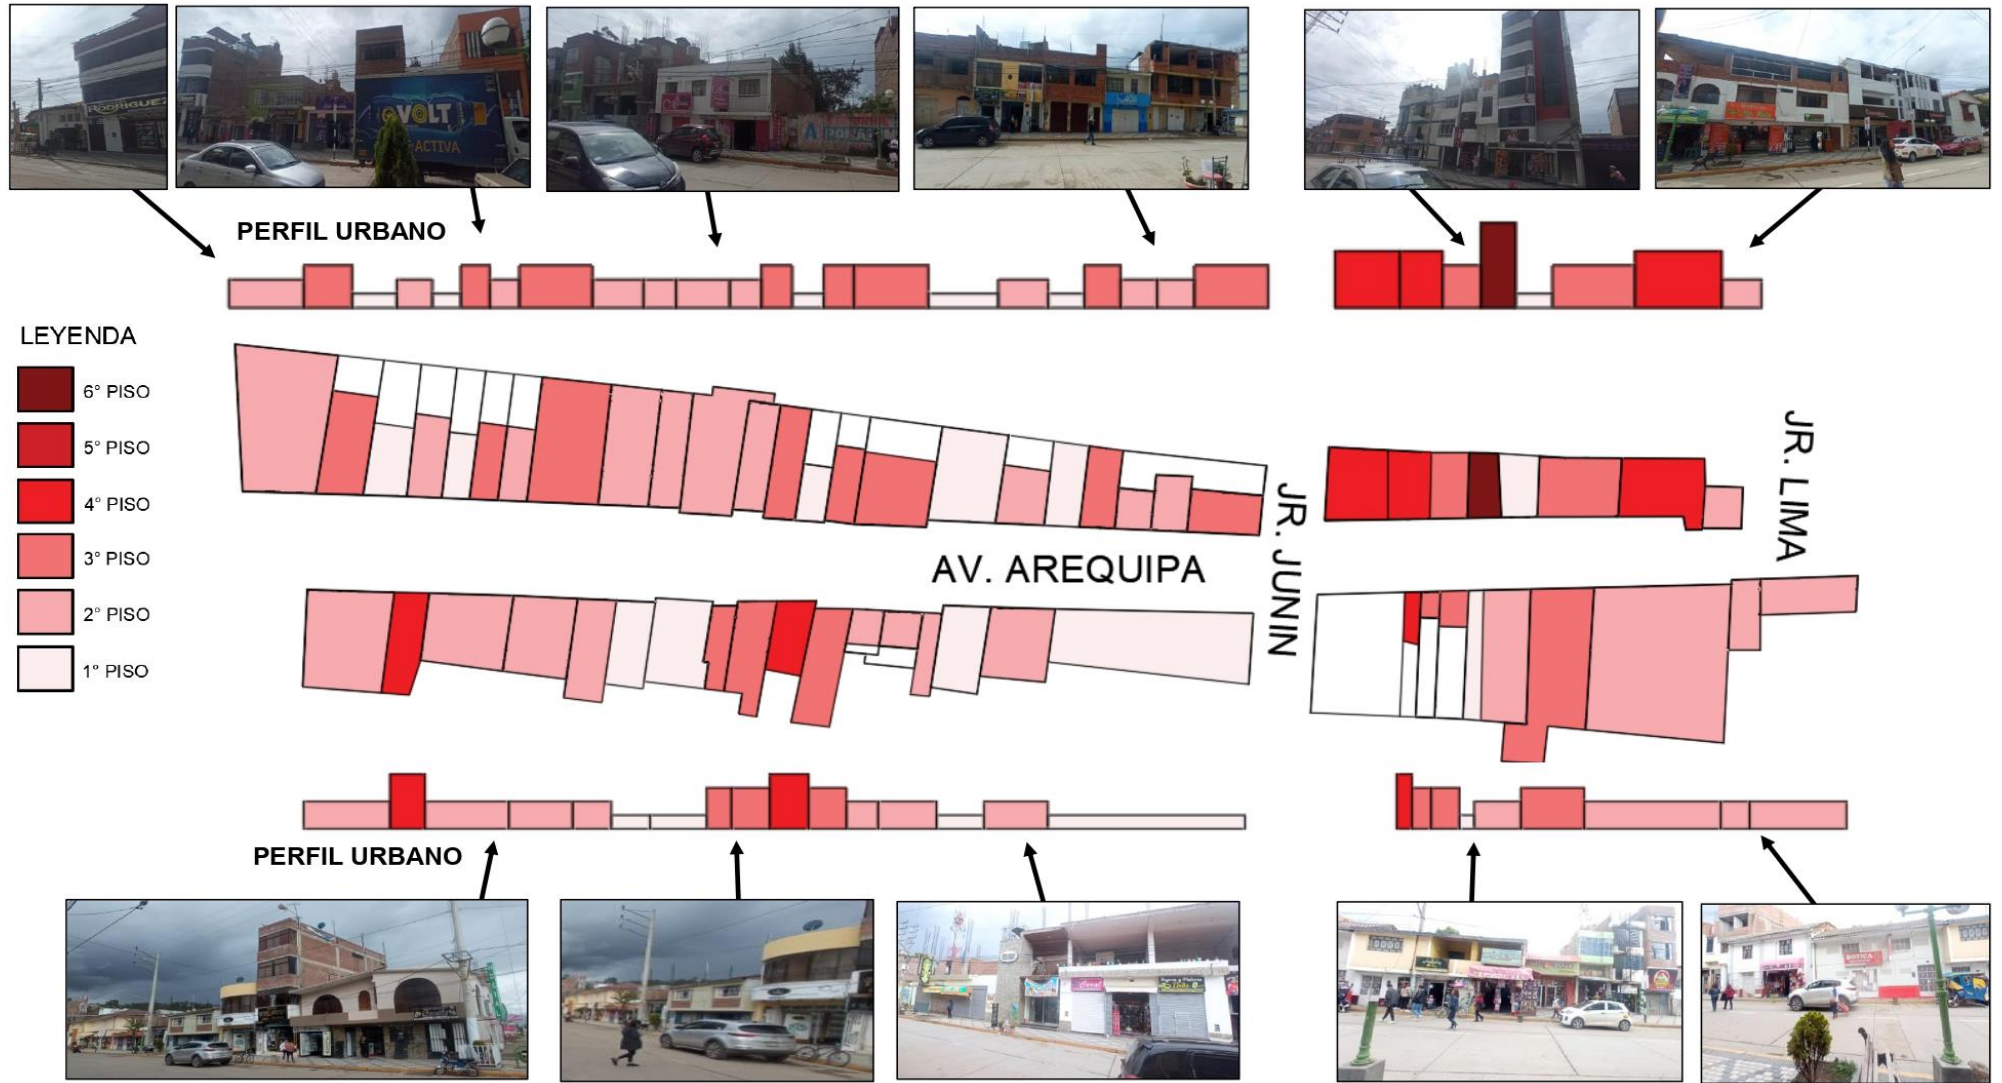 RODRIGUEZ
VOLT
ACTIVA
PERFIL URBANO
LEYENDA
6° PISO
5° PISO
4° PISO
3° PISO
2° PISO
1° PISO
JR. LIMA
JR. JUNIN
AV. AREQUIPA
PERFIL URBANO
BOTICA